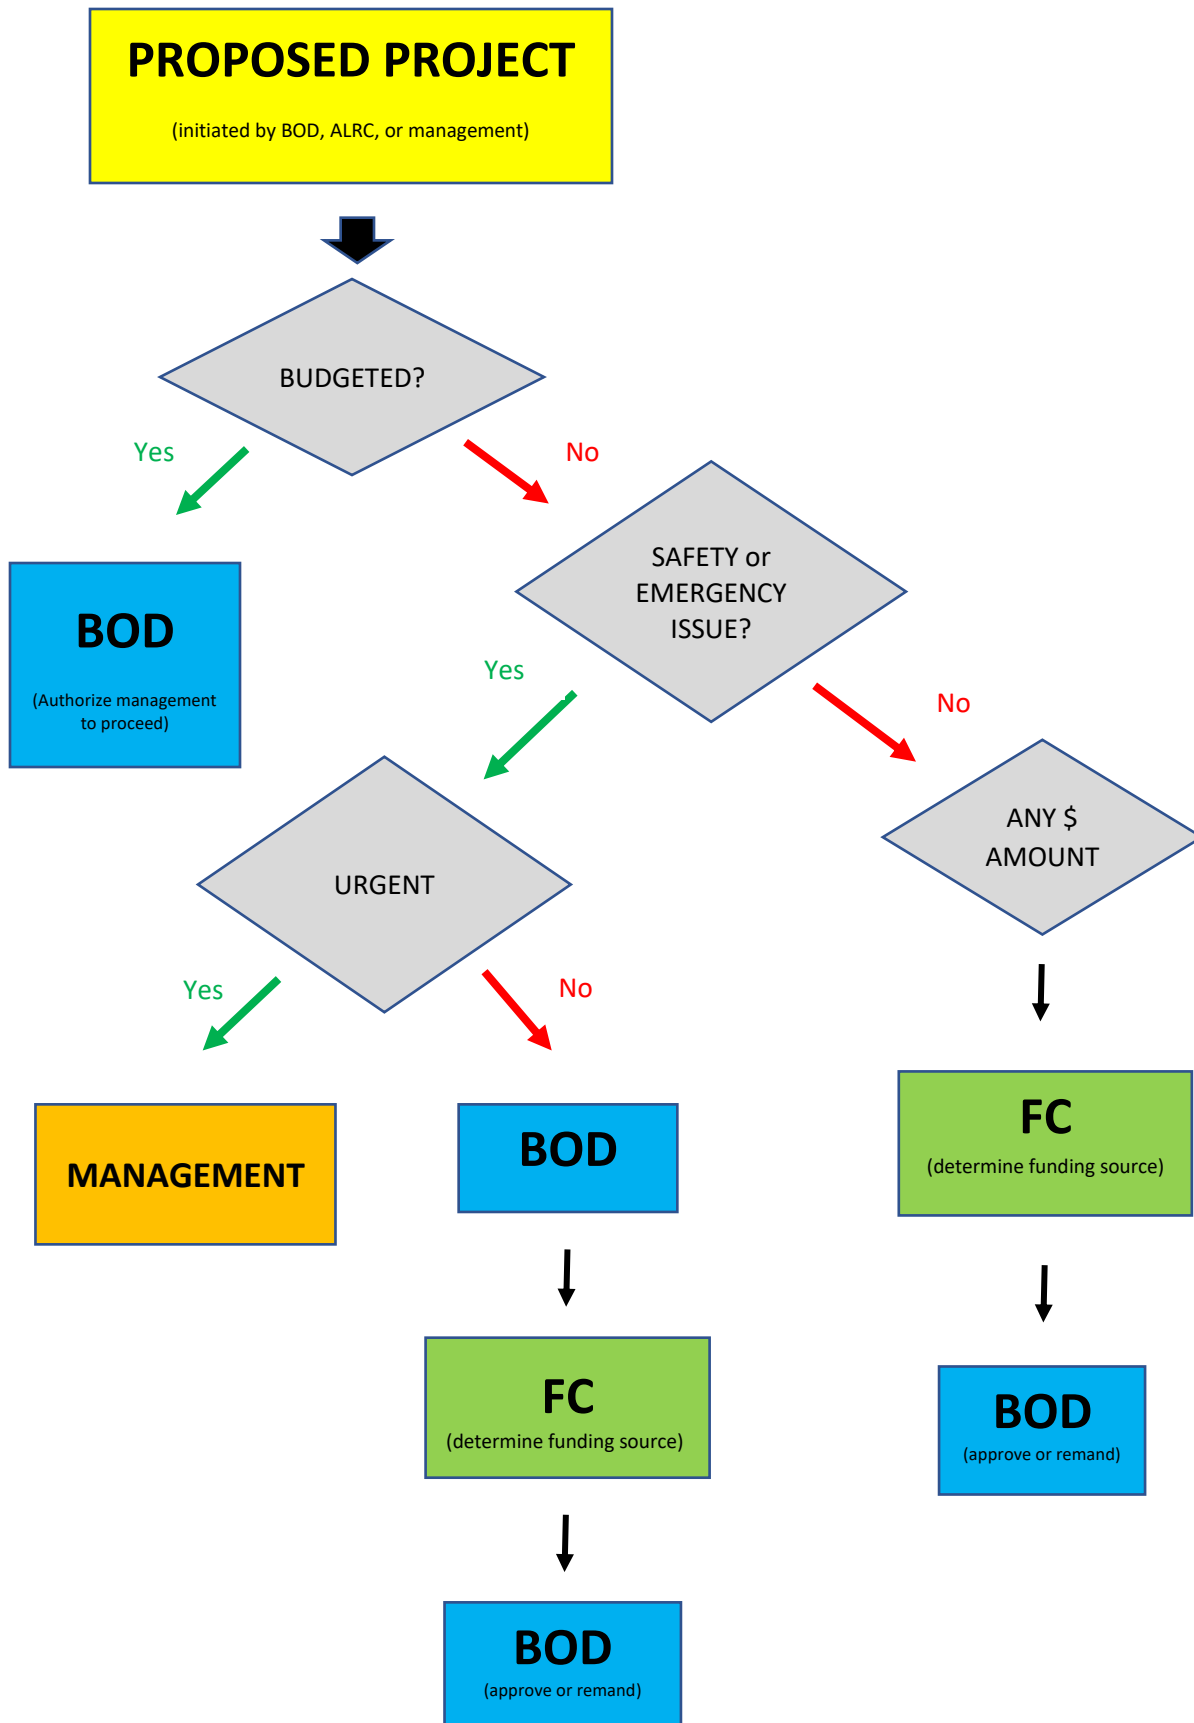 PROPOSED PROJECT
(initiated by BOD, ALRC, or management)
BUDGETED?
Yes
No
SAFETY or
EMERGENCY
ISSUE?
BOD
(Authorize management
to proceed)
Yes
No
ANY $
AMOUNT
URGENT
Yes
No
FC
(determine funding source)
MANAGEMENT
BOD
FC
(determine funding source)
BOD
(approve or remand)
BOD
(approve or remand)